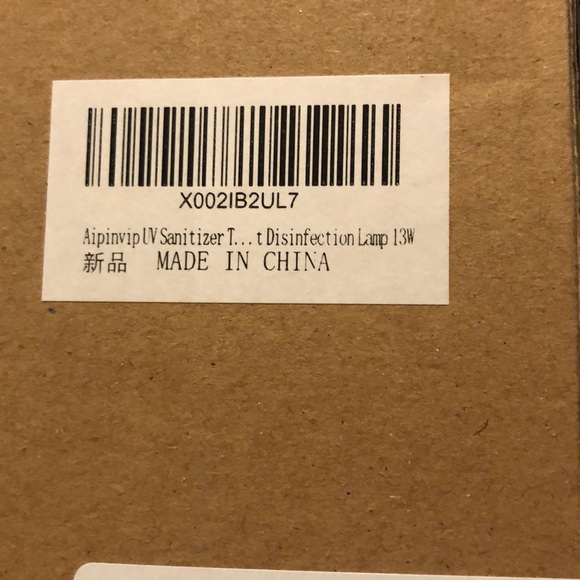 X002IB2UL7
Aipinvip UV Sanitizer T...t Disinfection Lamp 13W
新品 MADE IN CHINA